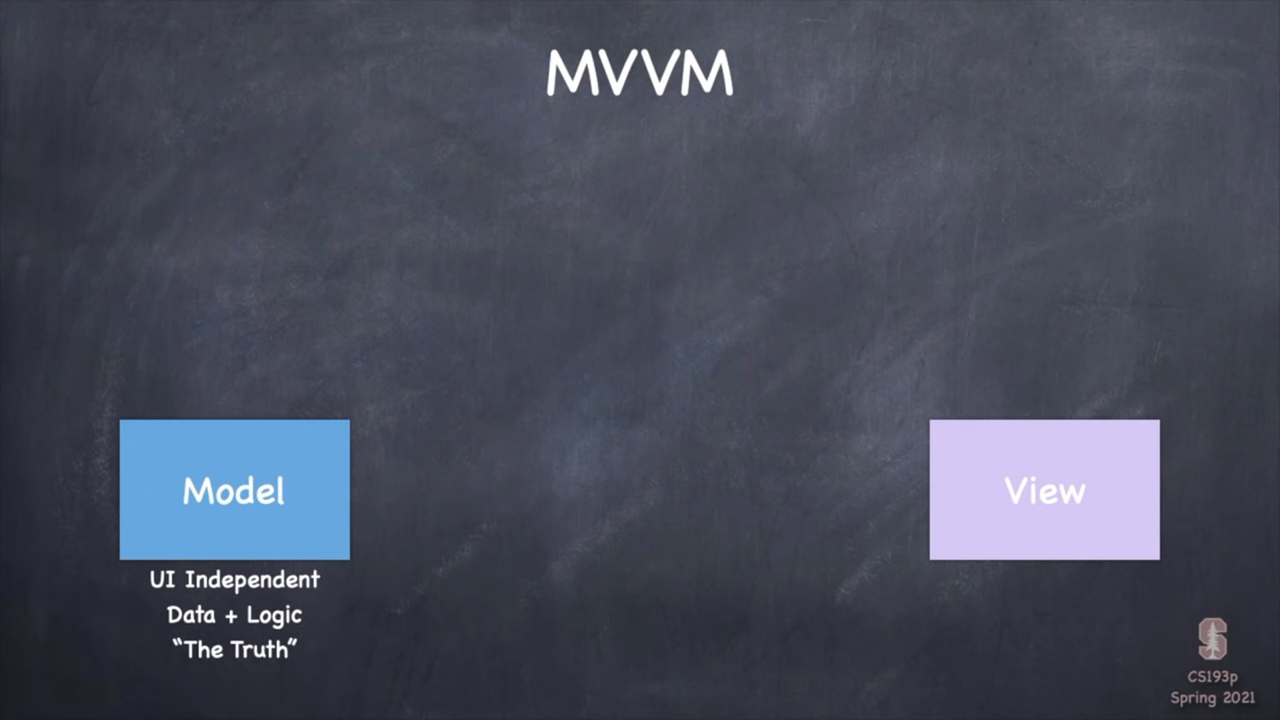 MVVM
Model
View
UI Independent
Data + Logic
“The Truth”
CS193p
Spring 2021